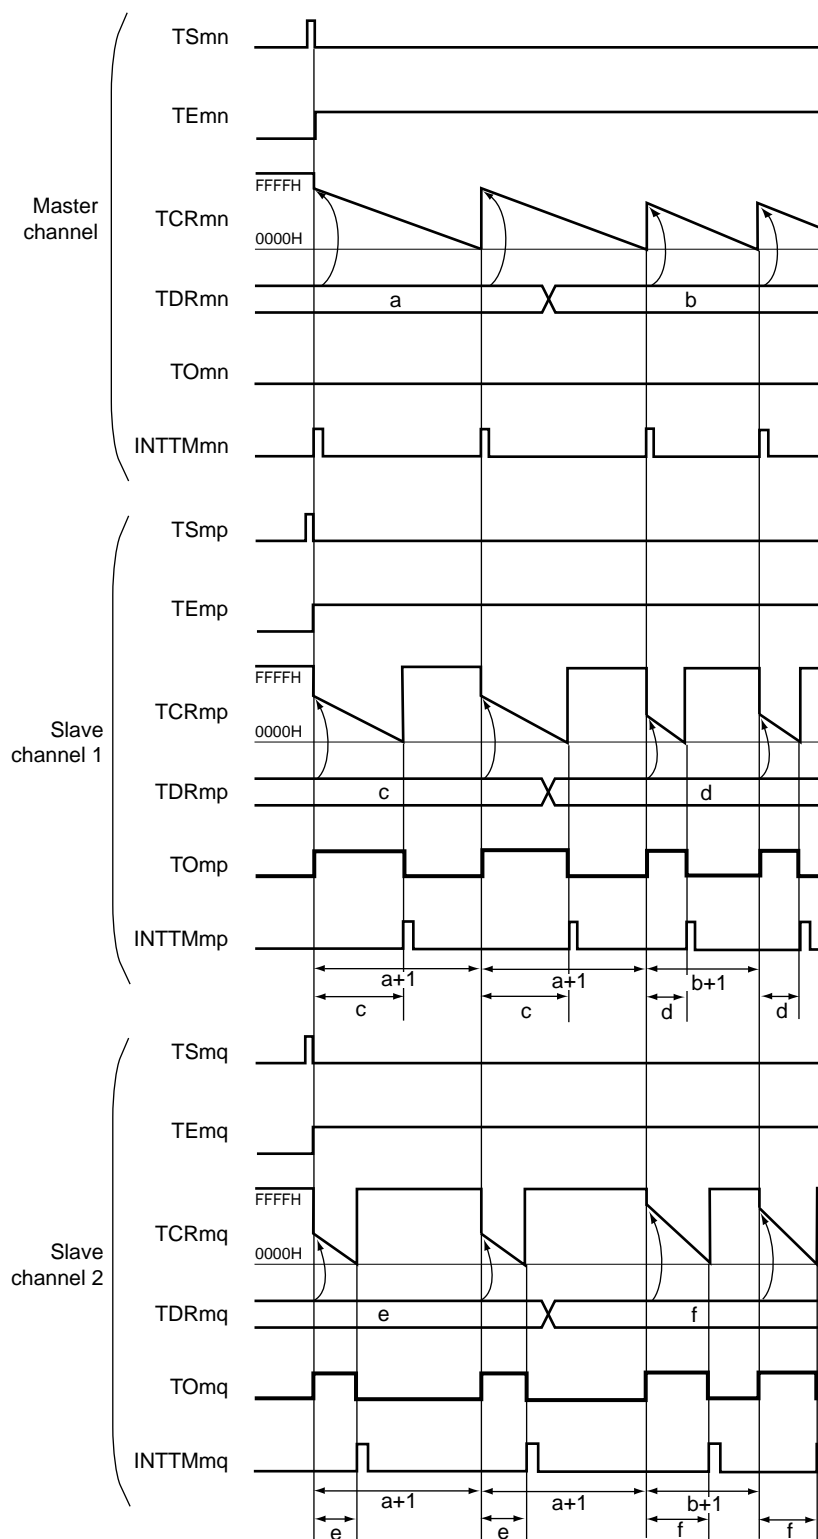 TSmn
TEmn
FFFFH
Master
channel
TCRmn
0000H
TDRmn
a
b
TOmn
INTTMmn
TSmp
TEmp
FFFFH
Slave
channel 1
TCRmp
0000H
TDRmp
c
d
TOmp
INTTMmp
a+1
a+1
b+1
c
c
d
d
TSmq
TEmq
FFFFH
Slave
channel 2
TCRmq
0000H
TDRmq
e
f
TOmq
INTTMmq
a+1
a+1
b+1
e
e
f
f